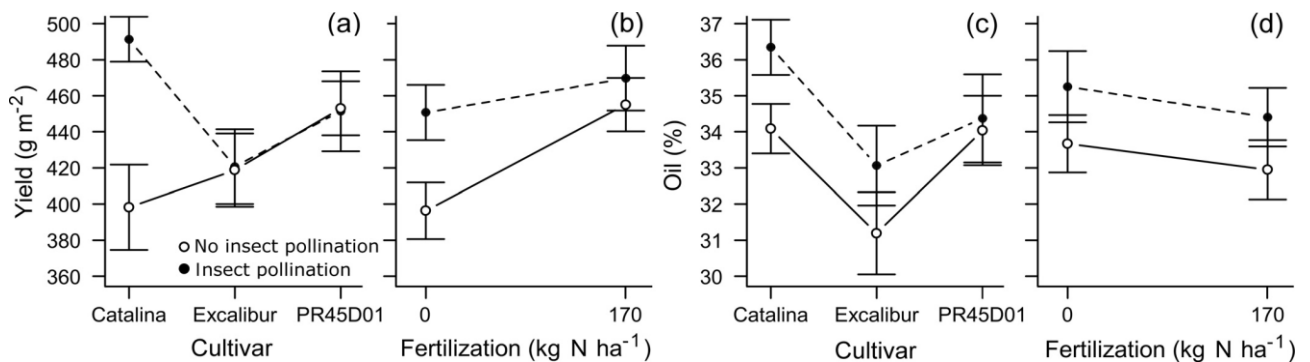 (a) (b) (c) (d)
Yield (g m⁻²)
500
480
460
440
420
400
380
360
No insect pollination
Insect pollination
Catalina Excalibur PR45D01
Cultivar
0 170
Fertilization (kg N ha⁻¹)
Oil (%)
37
36
35
34
33
32
31
30
Catalina Excalibur PR45D01
Cultivar
0 170
Fertilization (kg N ha⁻¹)